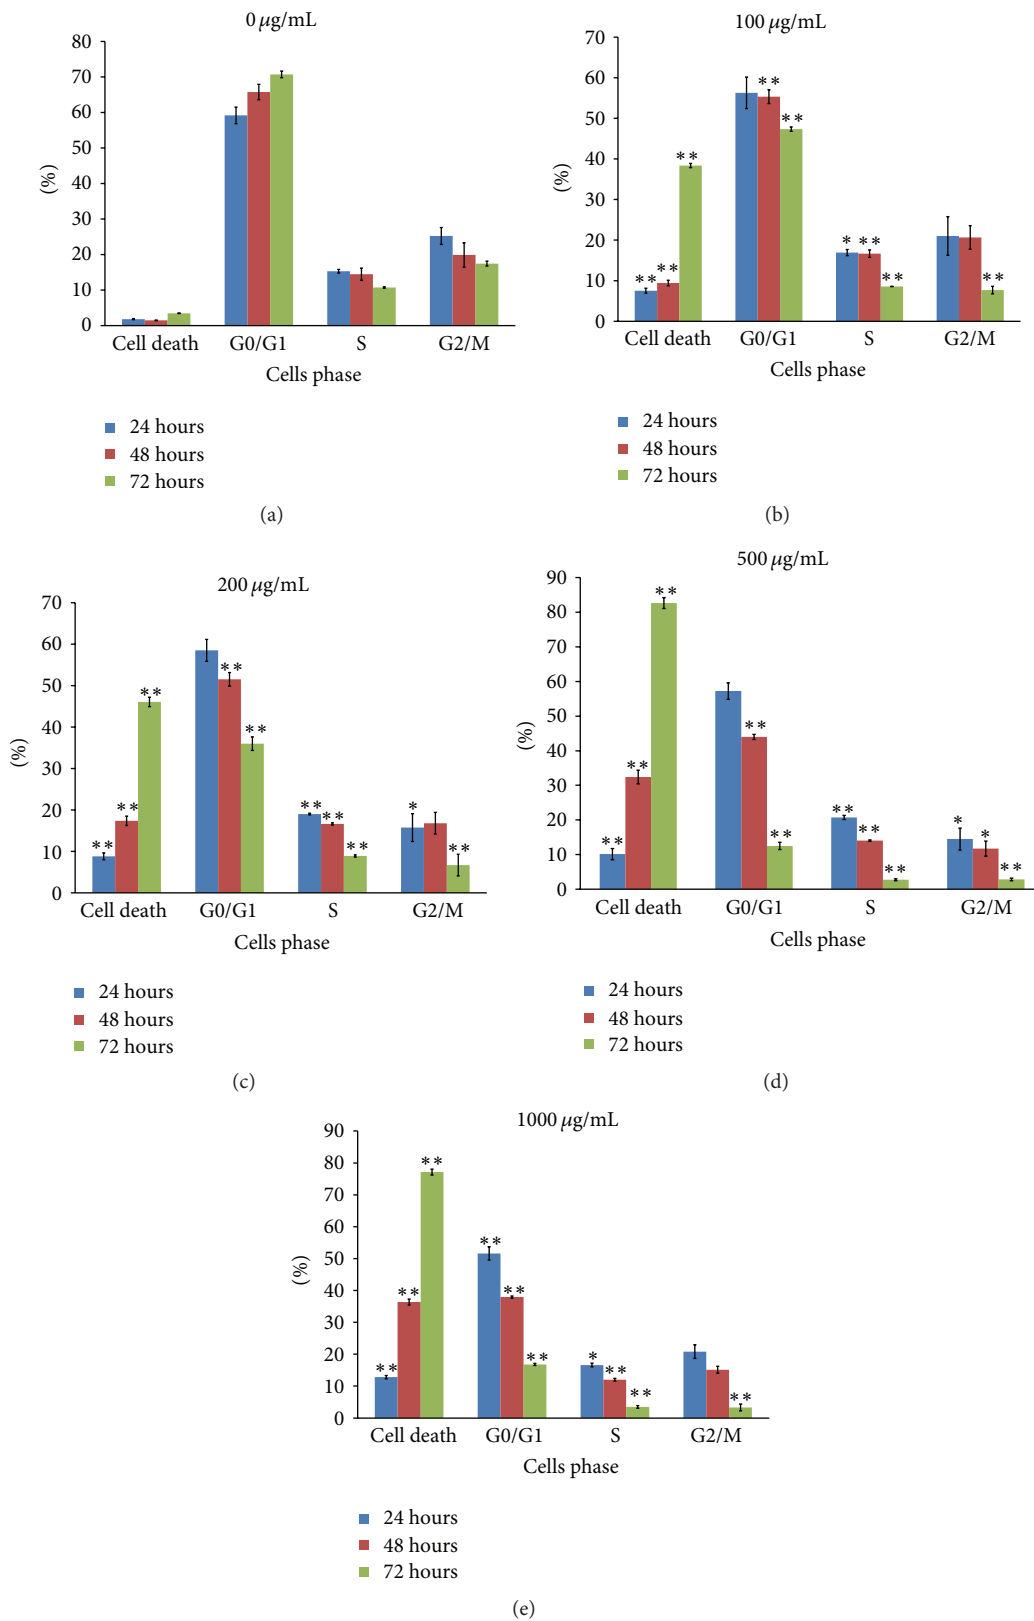 0 µg/mL
80
70
60
50
40
30
20
10
0
(%)
Cell death G0/G1 S G2/M
Cells phase
24 hours
48 hours
72 hours
(a)
100 µg/mL
70
60
50
40
30
20
10
0
(%)
** ** **
** **
* ** **
**
Cell death G0/G1 S G2/M
Cells phase
24 hours
48 hours
72 hours
(b)
200 µg/mL
70
60
50
40
30
20
10
0
(%)
** ** **
** **
** ** **
* **
Cell death G0/G1 S G2/M
Cells phase
24 hours
48 hours
72 hours
(c)
500 µg/mL
90
80
70
60
50
40
30
20
10
0
(%)
** ** **
** **
** ** **
* * **
Cell death G0/G1 S G2/M
Cells phase
24 hours
48 hours
72 hours
(d)
1000 µg/mL
90
80
70
60
50
40
30
20
10
0
(%)
** ** **
** ** **
* ** **
**
Cell death G0/G1 S G2/M
Cells phase
24 hours
48 hours
72 hours
(e)